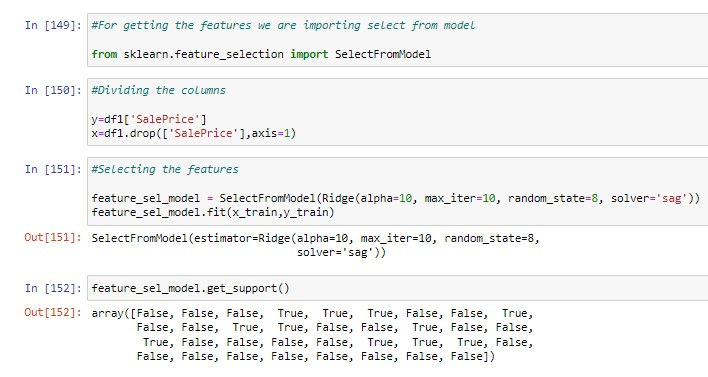 In [149]: #For getting the features we are importing select from model
from sklearn.feature_selection import SelectFromModel
In [150]: #Dividing the columns
y=df1['SalePrice']
x=df1.drop(['SalePrice'],axis=1)
In [151]: #Selecting the features
feature_sel_model = SelectFromModel(Ridge(alpha=10, max_iter=10, random_state=8, solver='sag'))
feature_sel_model.fit(x_train,y_train)
Out[151]: SelectFromModel(estimator=Ridge(alpha=10, max_iter=10, random_state=8,
solver='sag'))
In [152]: feature_sel_model.get_support()
Out[152]: array([False, False, False,  True,  True,  True, False, False,  True,
False, False,  True,  True, False, False,  True, False, False,
True, False, False, False, False,  True,  True,  True, False,
False, False, False, False, False, False, False, False])